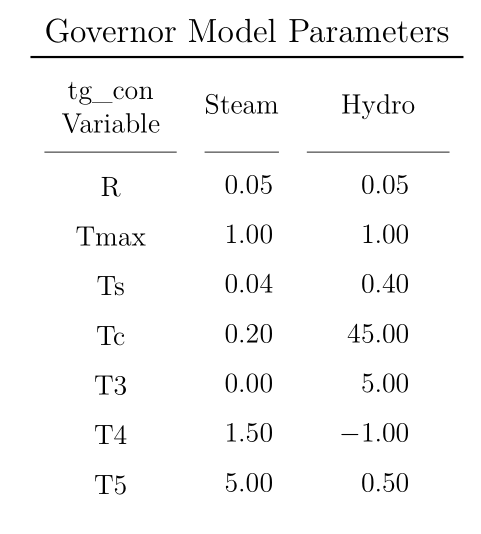 Governor Model Parameters
tg_con
Variable Steam Hydro
R 0.05 0.05
Tmax 1.00 1.00
Ts 0.04 0.40
Tc 0.20 45.00
T3 0.00 5.00
T4 1.50 −1.00
T5 5.00 0.50